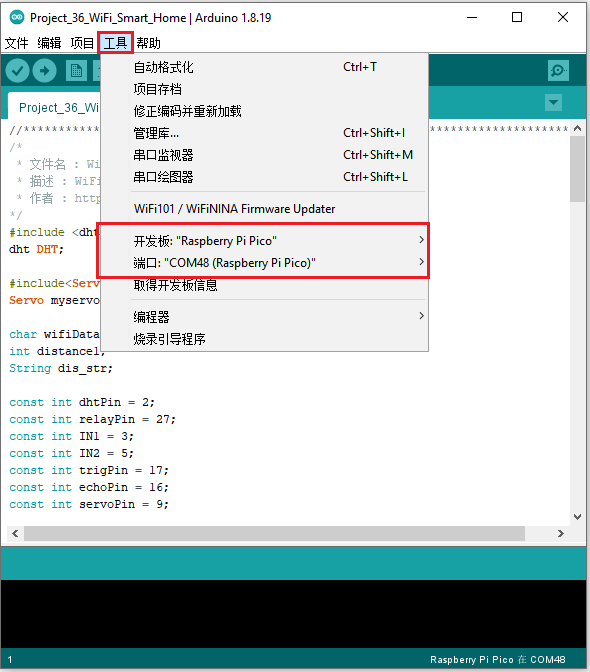 Project_36_WiFi_Smart_Home | Arduino 1.8.19
文件 编辑 项目 工具 帮助
自动格式化 Ctrl+T
项目存档
修正编码并重新加载
管理库... Ctrl+Shift+I
串口监视器 Ctrl+Shift+M
串口绘图器 Ctrl+Shift+L
WiFi101 / WiFiNINA Firmware Updater
开发板: "Raspberry Pi Pico"
端口: "COM48 (Raspberry Pi Pico)"
取得开发板信息
编程器
烧录引导程序
Project_36_Wi
//**********
/*
* 文件名 : Wi
* 描述 : WiFi
* 作者 : http
*/
#include <dht
dht DHT;
#include<Serv
Servo myservo
char wifiData
int distance1;
String dis_str;
const int dhtPin = 2;
const int relayPin = 27;
const int IN1 = 3;
const int IN2 = 5;
const int trigPin = 17;
const int echoPin = 16;
const int servoPin = 9;
1 Raspberry Pi Pico 在 COM48